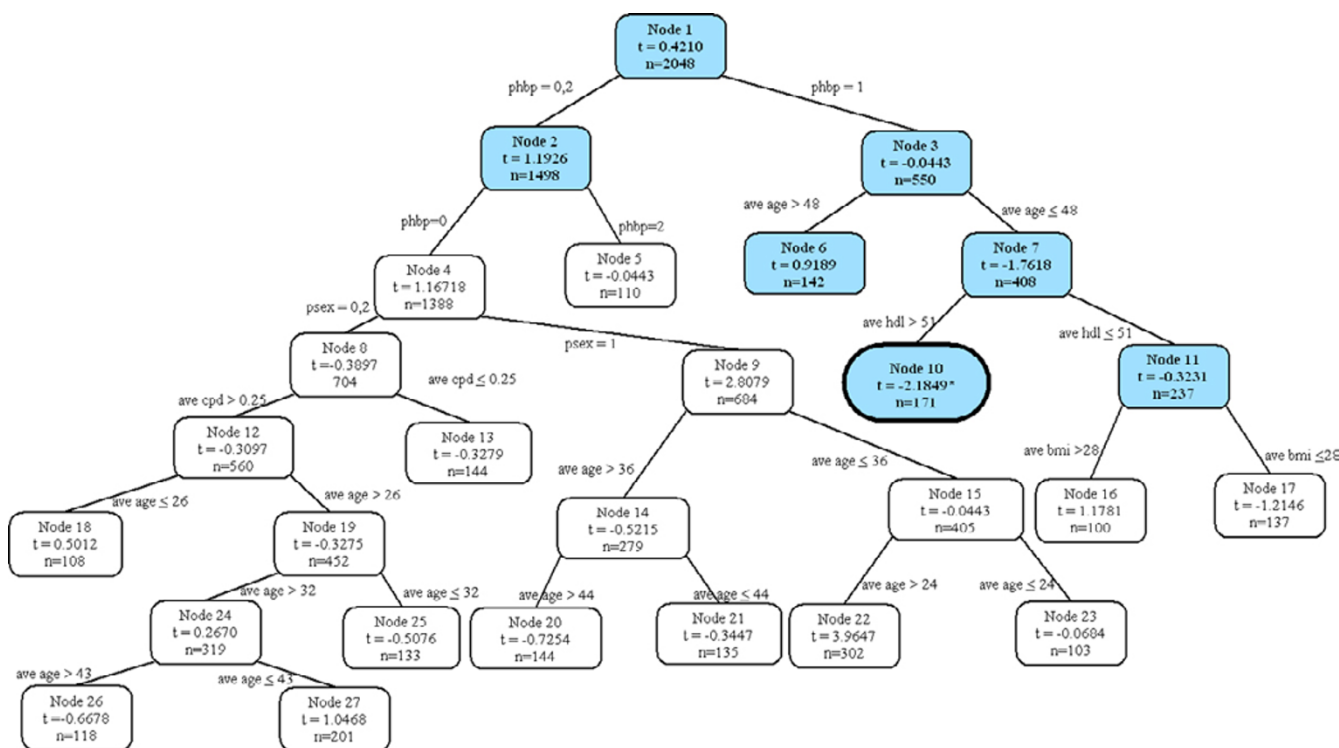 Node 1
t = 0.4210
n=2048
phbp = 0,2
phbp = 1
Node 2
t = 1.1926
n=1498
Node 3
t = -0.0443
n=550
phbp=0
phbp=2
ave age > 48
ave age ≤ 48
Node 4
t = 1.16718
n=1388
Node 5
t = -0.0443
n=110
Node 6
t = 0.9189
n=142
Node 7
t = -1.7618
n=408
psex = 0,2
psex = 1
ave hdl > 51
ave hdl ≤ 51
Node 8
t=-0.3897
704
Node 9
t = 2.8079
n=684
Node 10
t = -2.1849*
n=171
Node 11
t = -0.3231
n=237
ave cpd > 0.25
ave cpd ≤ 0.25
ave age > 36
ave age ≤ 36
ave bmi >28
ave bmi ≤28
Node 12
t = -0.3097
n=560
Node 13
t = -0.3279
n=144
Node 14
t = -0.5215
n=279
Node 15
t = -0.0443
n=405
Node 16
t = 1.1781
n=100
Node 17
t = -1.2146
n=137
ave age ≤ 26
ave age > 26
ave age > 44
ave age ≤ 44
ave age > 24
ave age ≤ 24
Node 18
t = 0.5012
n=108
Node 19
t = -0.3275
n=452
Node 20
t = -0.7254
n=144
Node 21
t = -0.3447
n=135
Node 22
t = 3.9647
n=302
Node 23
t = -0.0684
n=103
ave age > 32
ave age ≤ 32
Node 24
t = 0.2670
n=319
Node 25
t = -0.5076
n=133
ave age > 43
ave age ≤ 43
Node 26
t=-0.6678
n=118
Node 27
t = 1.0468
n=201